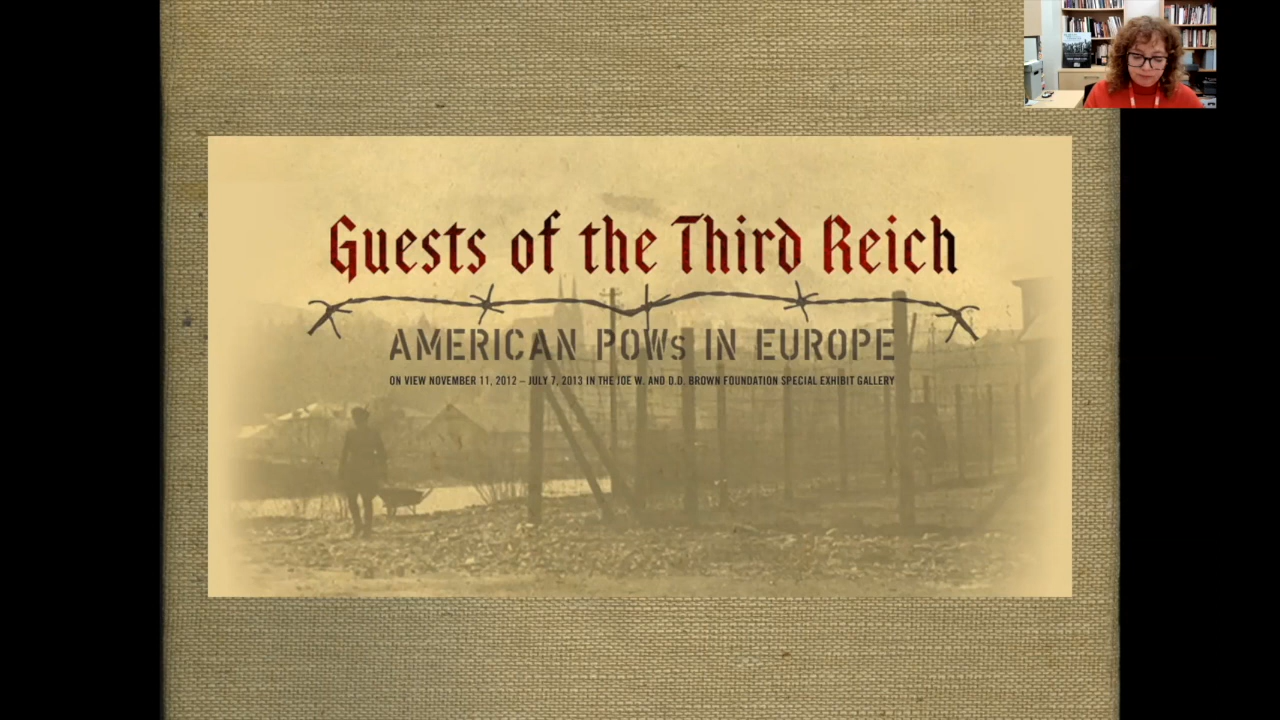 Guests of the Third Reich
AMERICAN POWs IN EUROPE
ON VIEW NOVEMBER 11, 2012 – JULY 7, 2013 IN THE JOE W. AND D.D. BROWN FOUNDATION SPECIAL EXHIBIT GALLERY